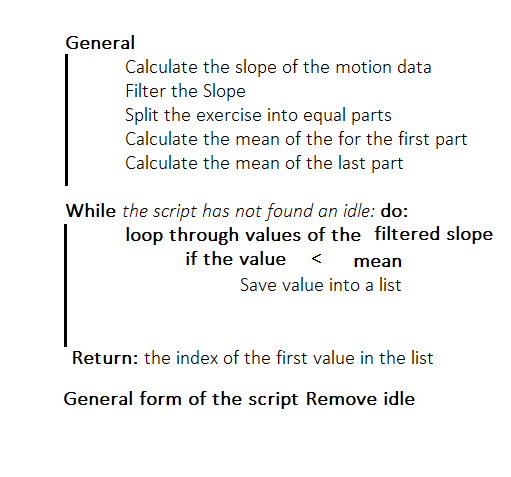 General
Calculate the slope of the motion data
Filter the Slope
Split the exercise into equal parts
Calculate the mean of the for the first part
Calculate the mean of the last part
While the script has not found an idle: do:
loop through values of the filtered slope
if the value < mean
Save value into a list
Return: the index of the first value in the list
General form of the script Remove idle